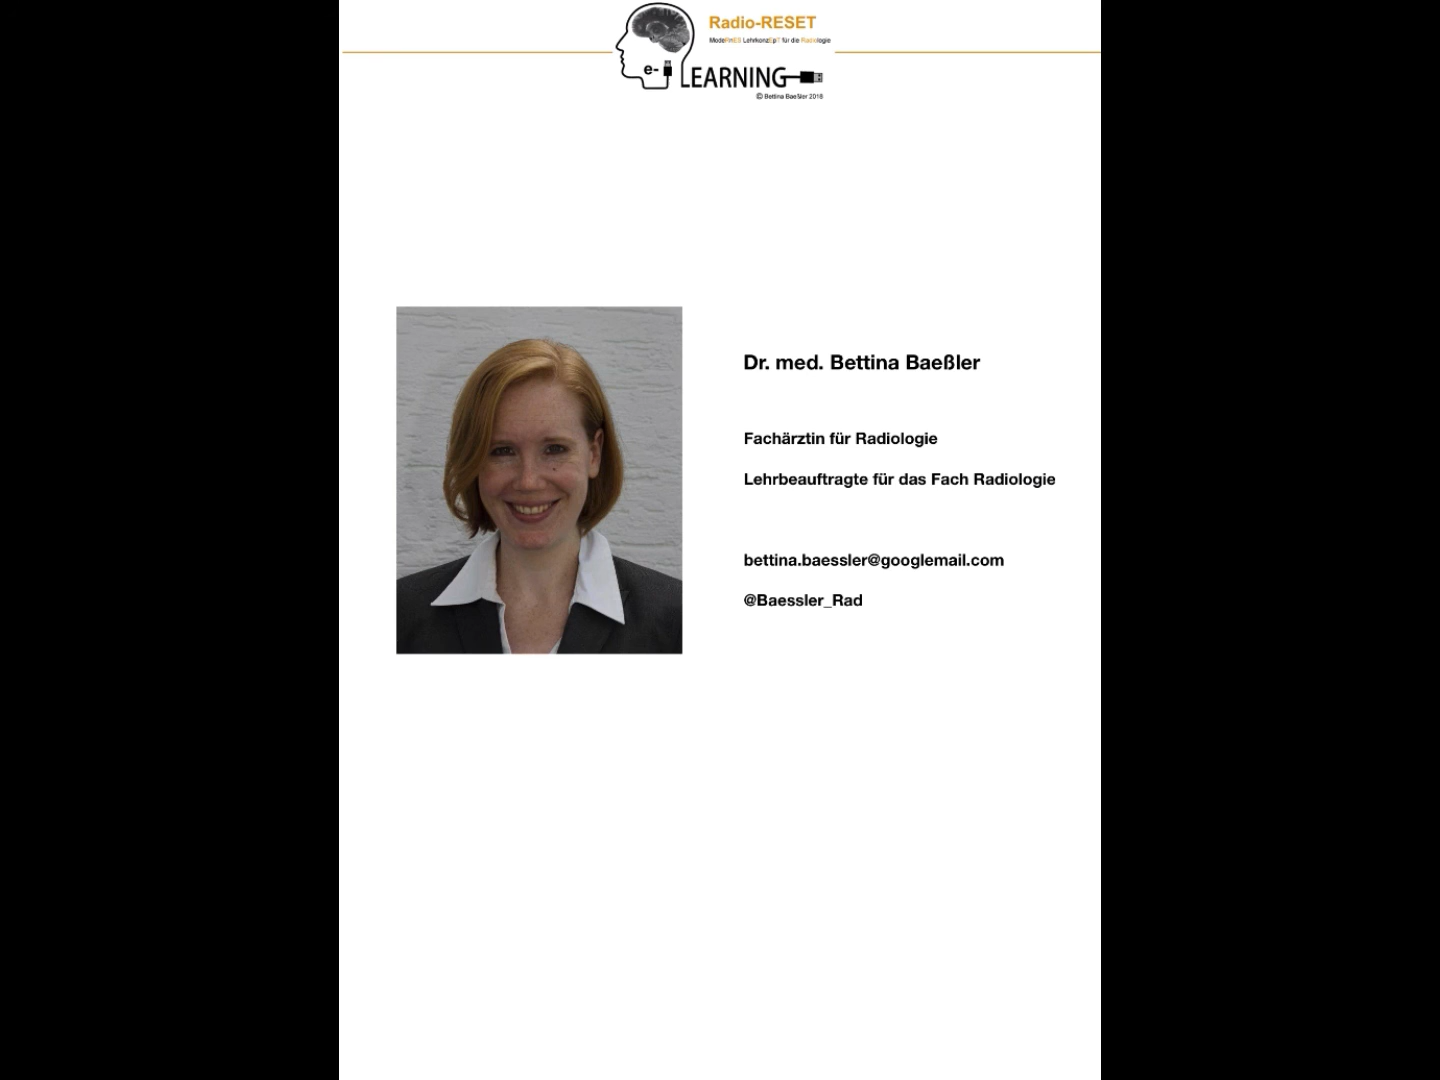 Radio-RESET
ModeRnES LehrkonzEpT für die Radiologie
e-LEARNING
© Bettina Baeßler 2018
Dr. med. Bettina Baeßler
Fachärztin für Radiologie
Lehrbeauftragte für das Fach Radiologie
bettina.baessler@googlemail.com
@Baessler_Rad